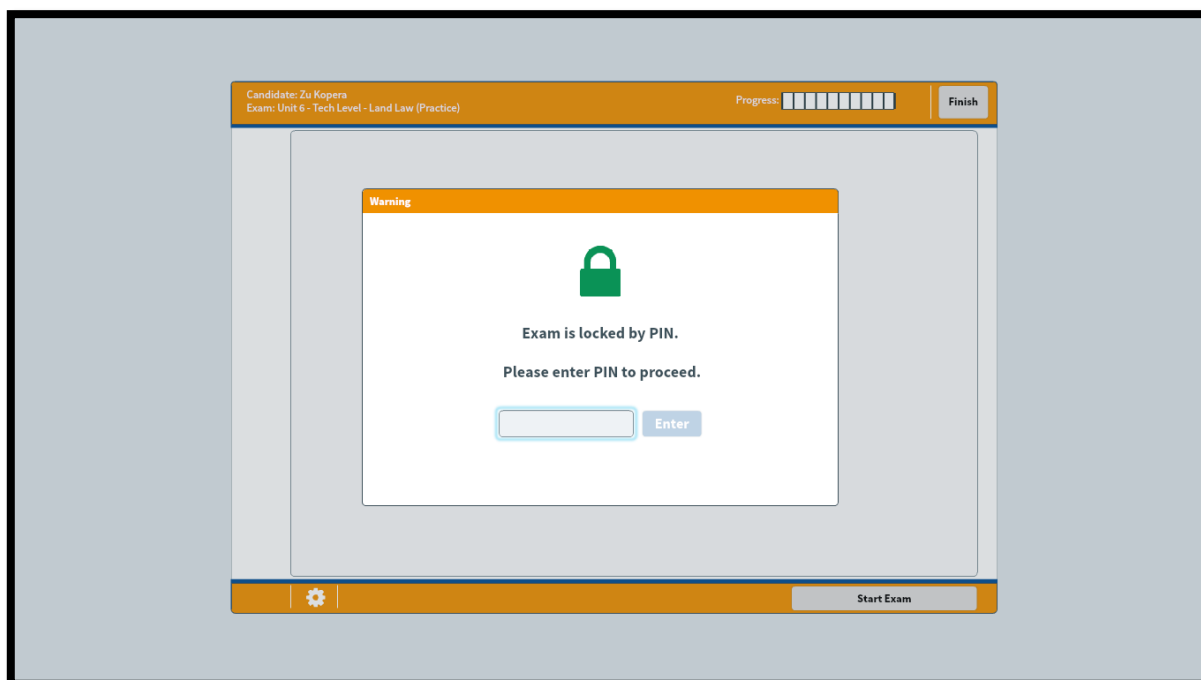 Candidate: Zu Kopera
Exam: Unit 6 - Tech Level - Land Law (Practice)
Progress:
Finish
Warning
Exam is locked by PIN.
Please enter PIN to proceed.
Enter
Start Exam